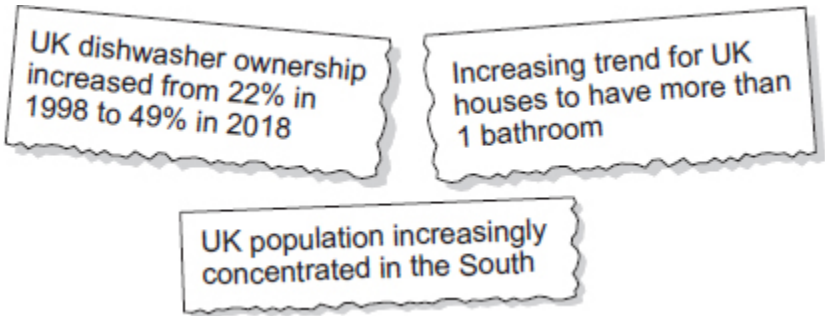 UK dishwasher ownership
increased from 22% in
1998 to 49% in 2018
Increasing trend for UK
houses to have more than
1 bathroom
UK population increasingly
concentrated in the South